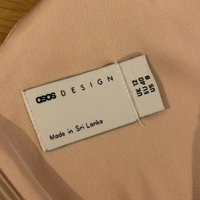 asos DESIGN
Made in Sri Lanka
UK 12
EU 40
US 8